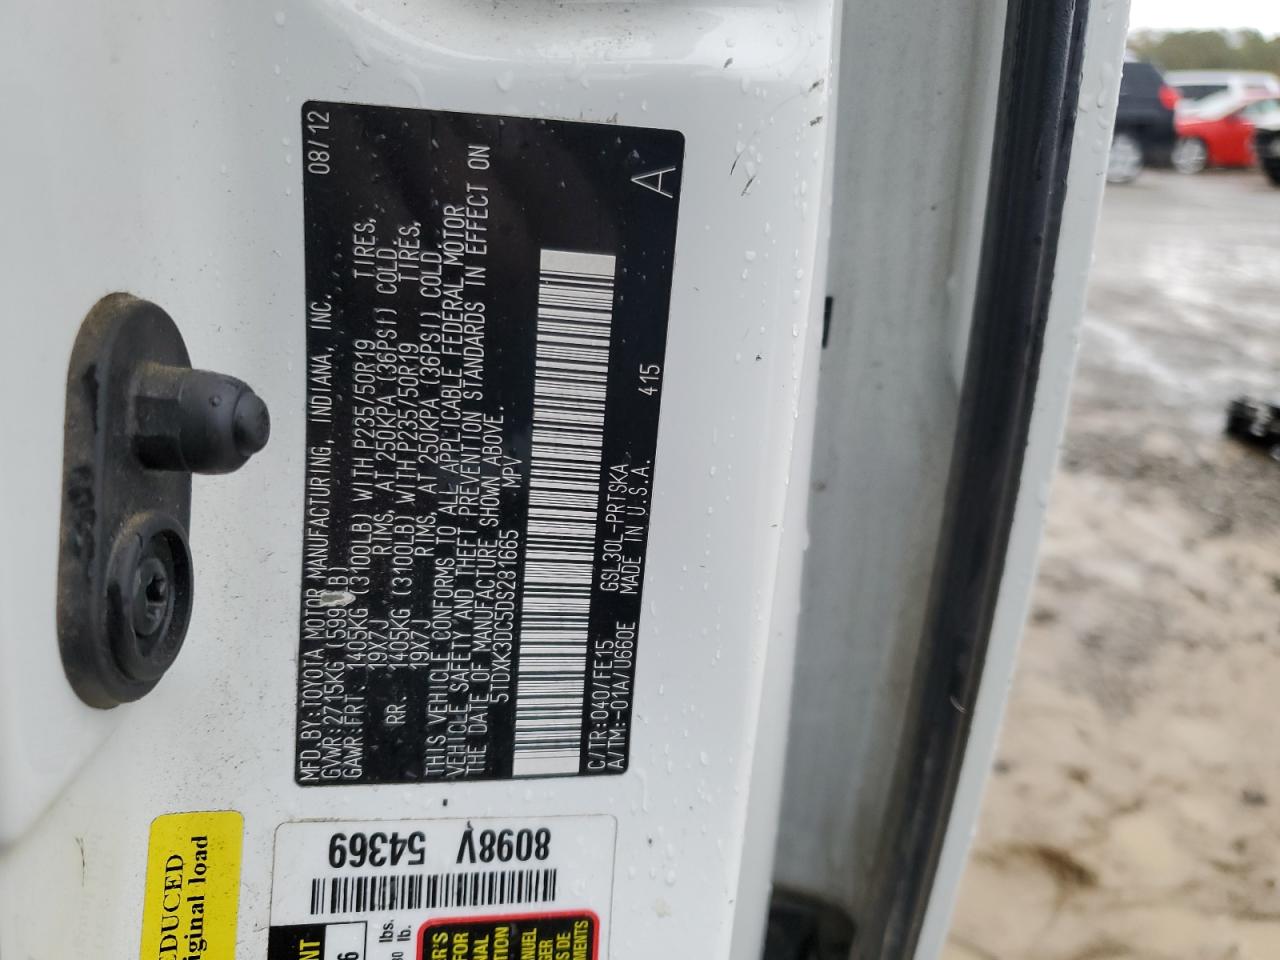 MFD. BY: TOYOTA MOTOR MANUFACTURING, INDIANA, INC. 08/12
GVWR: 2715KG (5991LB)
GAWR: FRT. 1405KG (3100LB) WITH P235/50R19 TIRES,
19X7J RIMS, AT 250KPA (36PSI) COLD.
RR. 1405KG (3100LB) WITH P235/50R19 TIRES,
19X7J RIMS, AT 250KPA (36PSI) COLD
THIS VEHICLE CONFORMS TO ALL APPLICABLE FEDERAL MOTOR
VEHICLE SAFETY AND THEFT PREVENTION STANDARDS IN EFFECT ON
THE DATE OF MANUFACTURE SHOWN ABOVE.
5TDXK3DC5DS281665 MPV
C/TR: 040/FE15 GSL30L-PRTSKA 415 A
A/TM: -01A/U660E MADE IN U.S.A.
8098V
54369
DUCED
iginal load
lbs.
lb.